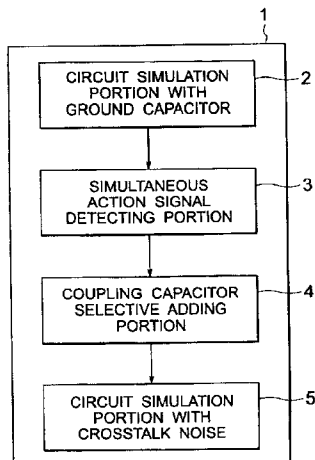 1
CIRCUIT SIMULATION
PORTION WITH
GROUND CAPACITOR
2
SIMULTANEOUS
ACTION SIGNAL
DETECTING PORTION
3
COUPLING CAPACITOR
SELECTIVE ADDING
PORTION
4
CIRCUIT SIMULATION
PORTION WITH
CROSSTALK NOISE
5